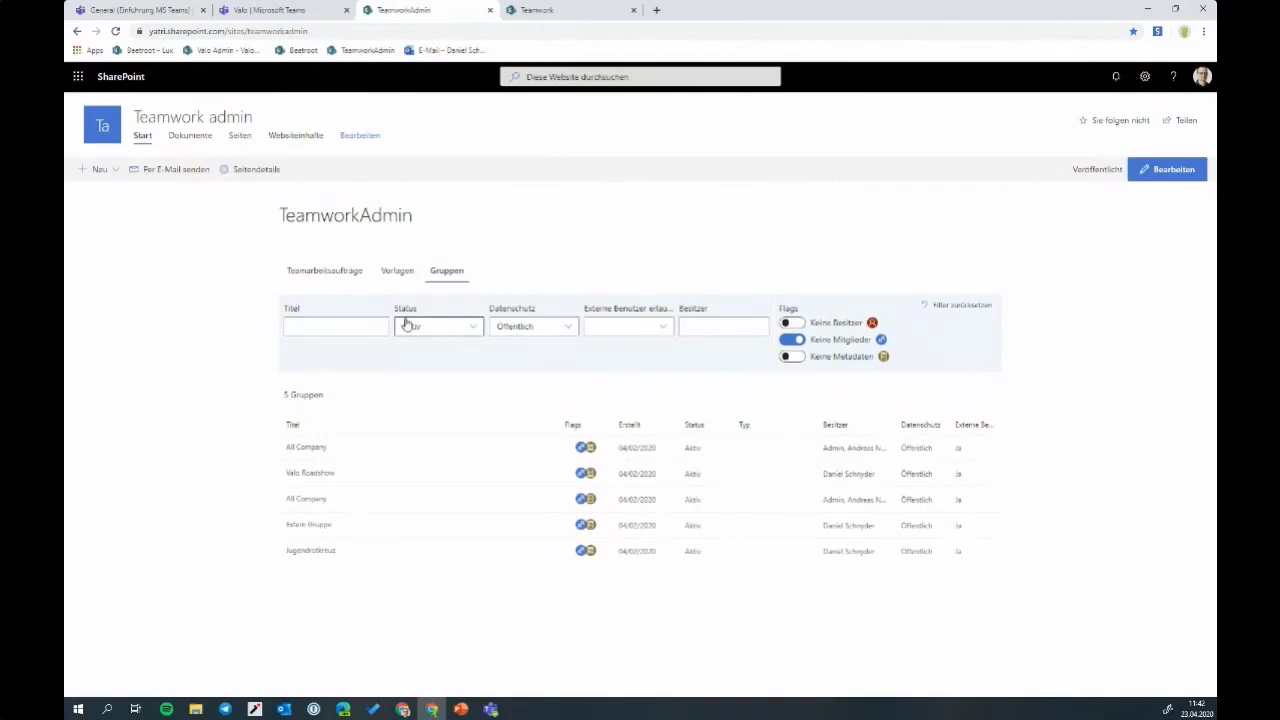 General (Einführung MS Teams)
Valo | Microsoft Teams
TeamworkAdmin
Teamwork
yatri.sharepoint.com/sites/teamworkadmin
Apps
Beetroot – Lux
Valo Admin - Valo...
Beetroot
TeamworkAdmin
E-Mail – Daniel Sch...
SharePoint
Diese Website durchsuchen
Ta
Teamwork admin
Start
Dokumente
Seiten
Websiteinhalte
Bearbeiten
Sie folgen nicht
Teilen
Neu
Per E-Mail senden
Seitendetails
Veröffentlicht
Bearbeiten
TeamworkAdmin
Teamarbeitsaufträge
Vorlagen
Gruppen
Titel
Status
Datenschutz
Öffentlich
Externe Benutzer erlau...
Besitzer
Flags
Keine Besitzer
Keine Mitglieder
Keine Metadaten
Filter zurücksetzen
5 Gruppen
Titel Flags Erstellt Status Typ Besitzer Datenschutz Externe Be...
All Company 04/02/2020 Aktiv Admin, Andreas N... Öffentlich Ja
Valo Roadshow 04/02/2020 Aktiv Daniel Schnyder Öffentlich Ja
All Company 04/02/2020 Aktiv Admin, Andreas N... Öffentlich Ja
Extern Gruppe 04/02/2020 Aktiv Daniel Schnyder Öffentlich Ja
Jugendrotkreuz 04/02/2020 Aktiv Daniel Schnyder Öffentlich Ja
11:42
23.04.2020